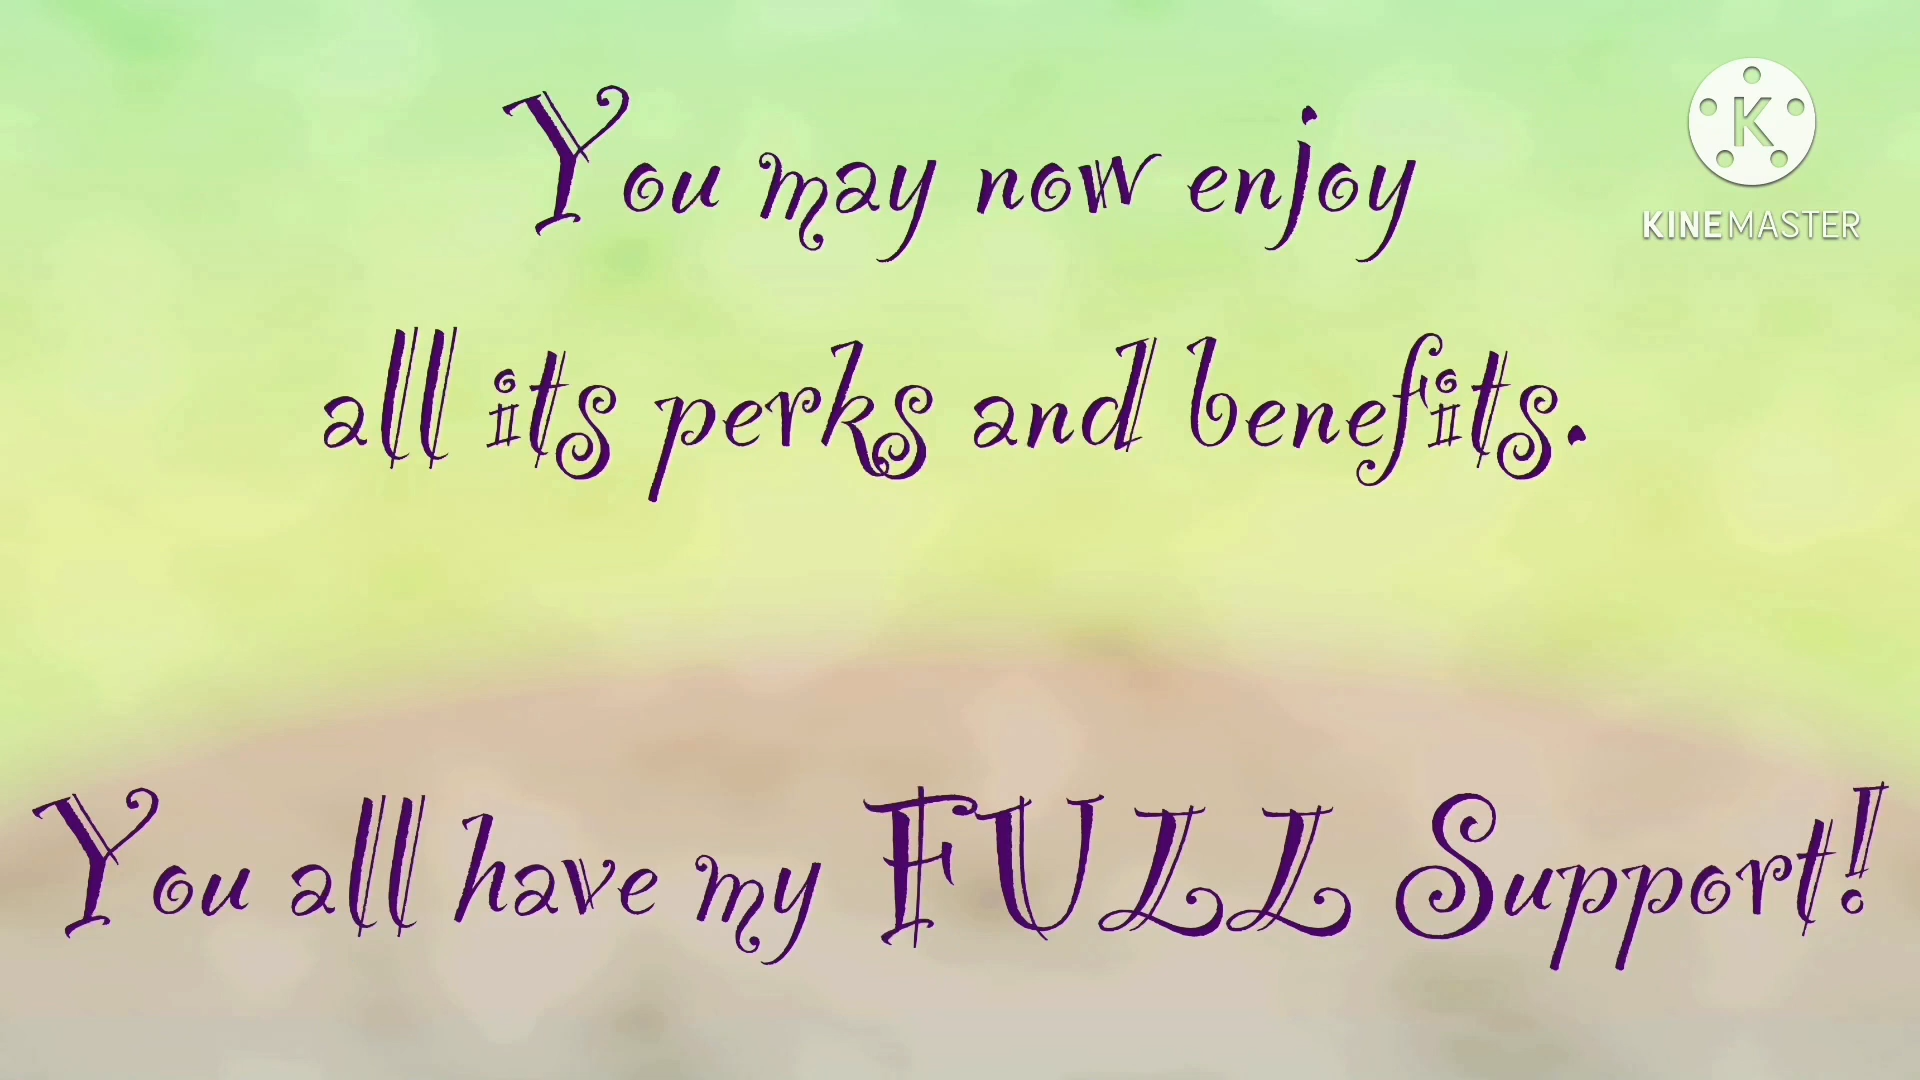 You may now enjoy
all its perks and benefits.
You all have my FULL Support!
K
KINEMASTER